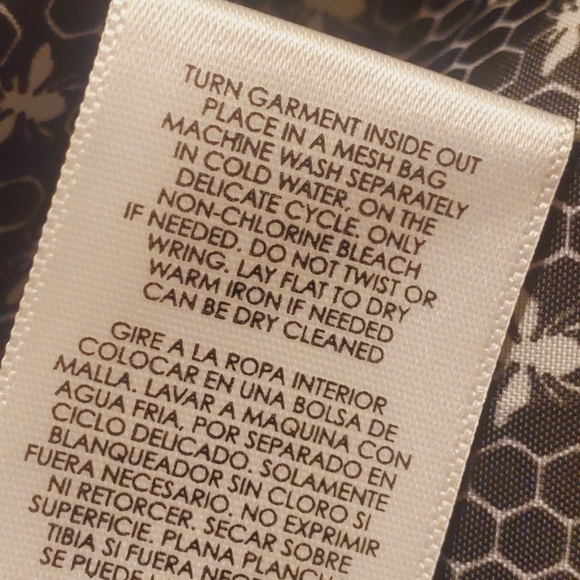 TURN GARMENT INSIDE OUT
PLACE IN A MESH BAG
MACHINE WASH SEPARATELY
IN COLD WATER, ON THE
DELICATE CYCLE. ONLY
NON-CHLORINE BLEACH
IF NEEDED. DO NOT TWIST OR
WRING. LAY FLAT TO DRY
WARM IRON IF NEEDED
CAN BE DRY CLEANED
GIRE A LA ROPA INTERIOR
COLOCAR EN UNA BOLSA DE
MALLA. LAVAR A MAQUINA CON
AGUA FRIA, POR SEPARADO EN
CICLO DELICADO. SOLAMENTE
BLANQUEADOR SIN CLORO SI
FUERA NECESARIO. NO EXPRIMIR
NI RETORCER. SECAR SOBRE
SUPERFICIE. PLANA PLANCH
TIBIA SI FUERA
SE PUEDE